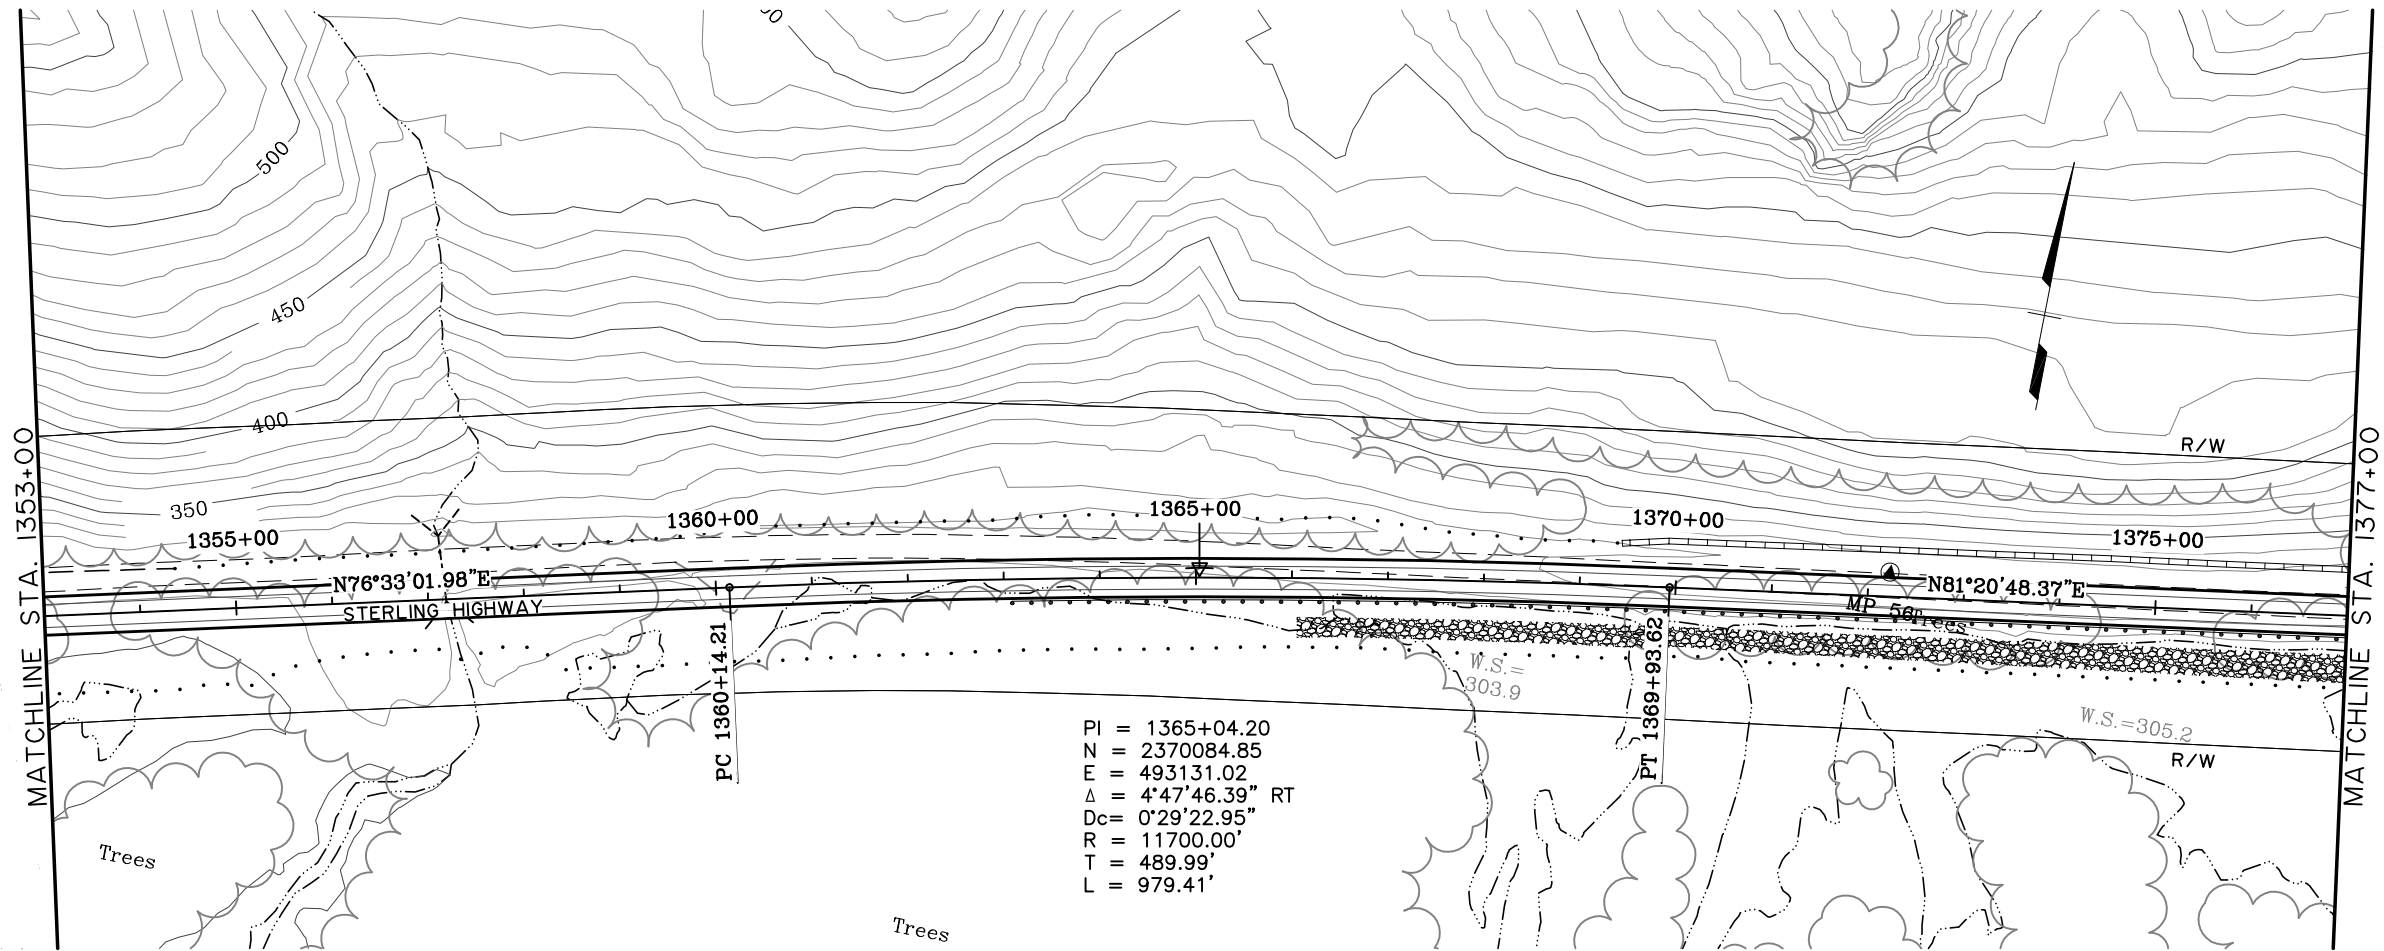 500
450
400
350
R/W
1355+00
1360+00
1365+00
1370+00
1375+00
N76°33'01.98"E
STERLING HIGHWAY
N81°20'48.37"E
MP 56
Trees
MATCHLINE STA. 1353+00
MATCHLINE STA. 1377+00
PC 1360+14.21
PT 1369+93.62
W.S.=
303.9
W.S.=305.2
R/W
PI = 1365+04.20
N = 2370084.85
E = 493131.02
Δ = 4°47'46.39" RT
Dc= 0°29'22.95"
R = 11700.00'
T = 489.99'
L = 979.41'
Trees
Trees